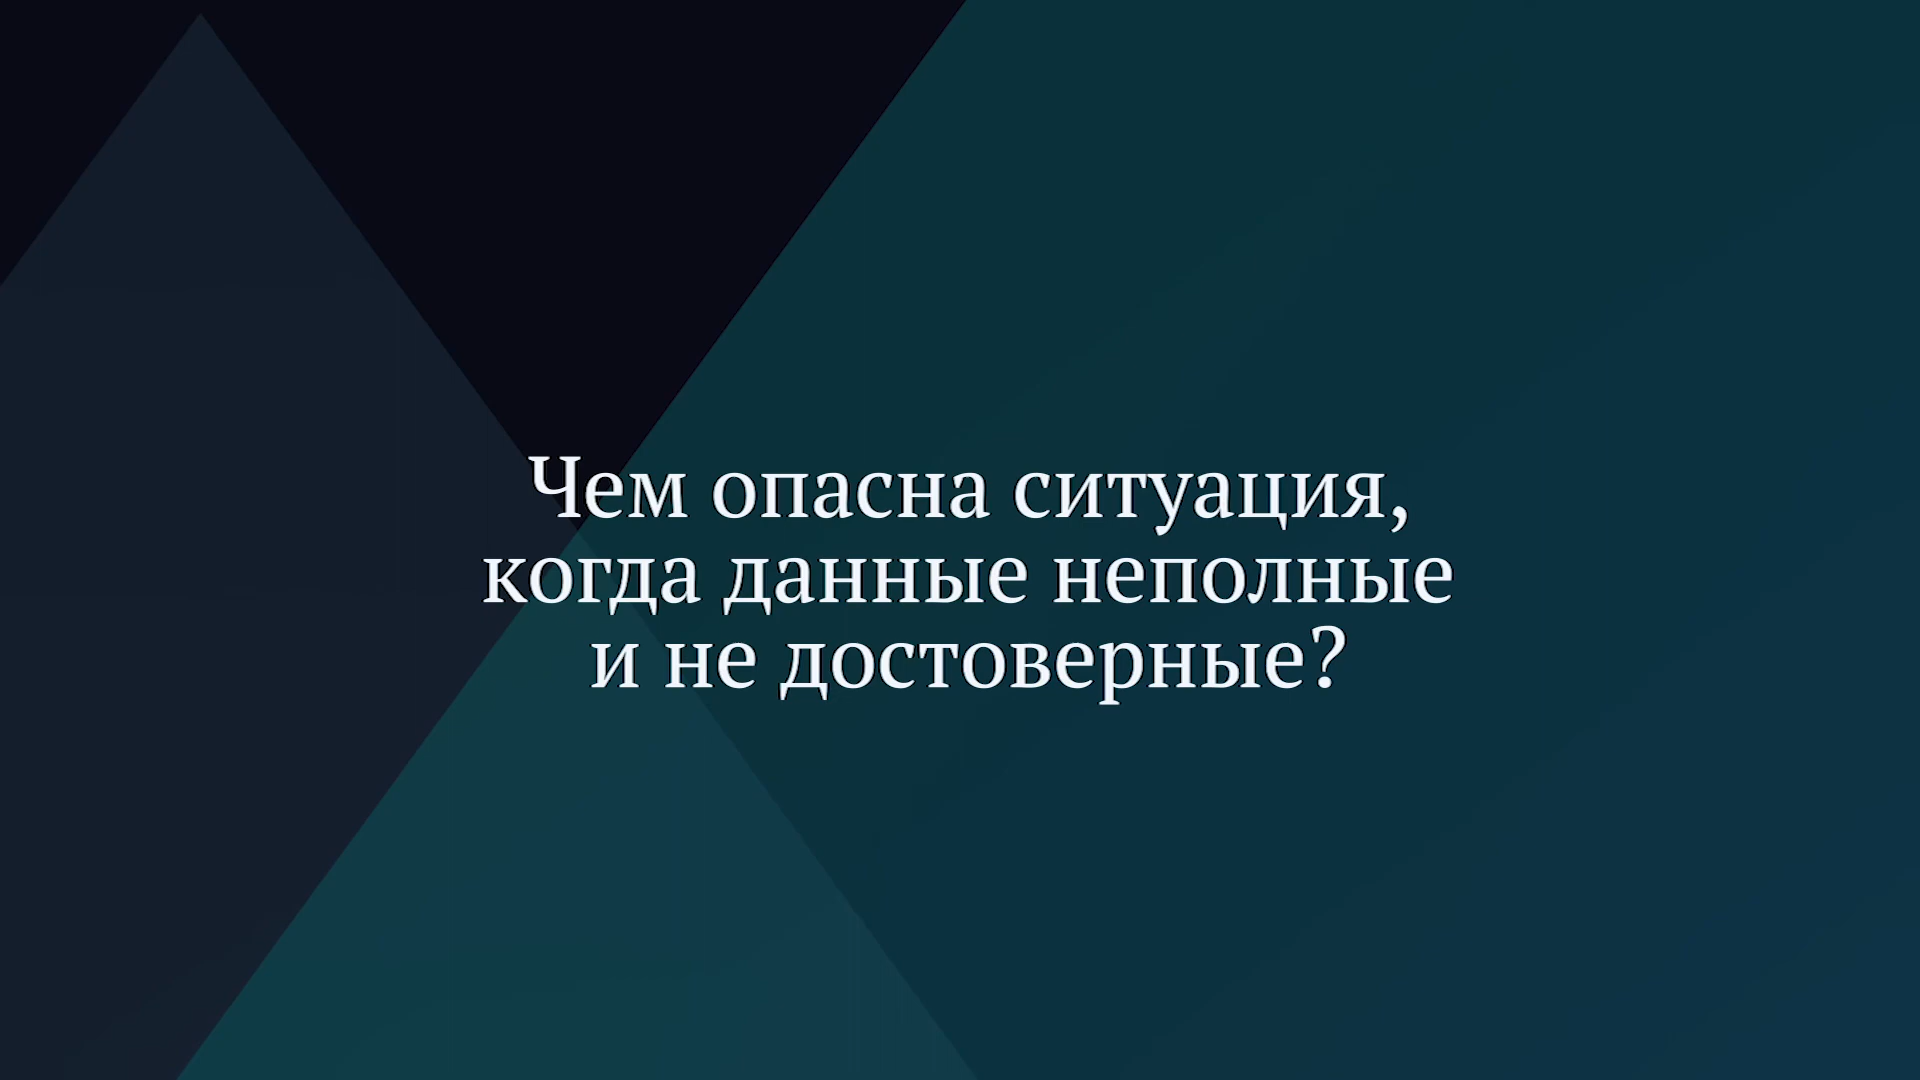 Чем опасна ситуация,
когда данные неполные
и не достоверные?